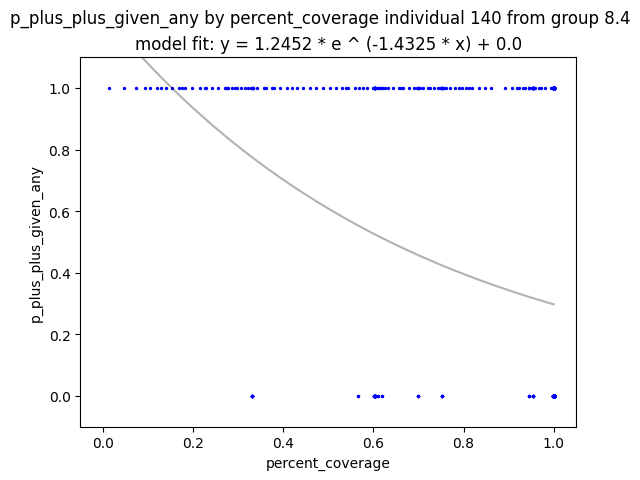 p_plus_plus_given_any by percent_coverage individual 140 from group 8.4
model fit: y = 1.2452 * e ^ (-1.4325 * x) + 0.0
1.0
0.8
0.6
0.4
0.2
0.0
p_plus_plus_given_any
0.0 0.2 0.4 0.6 0.8 1.0
percent_coverage